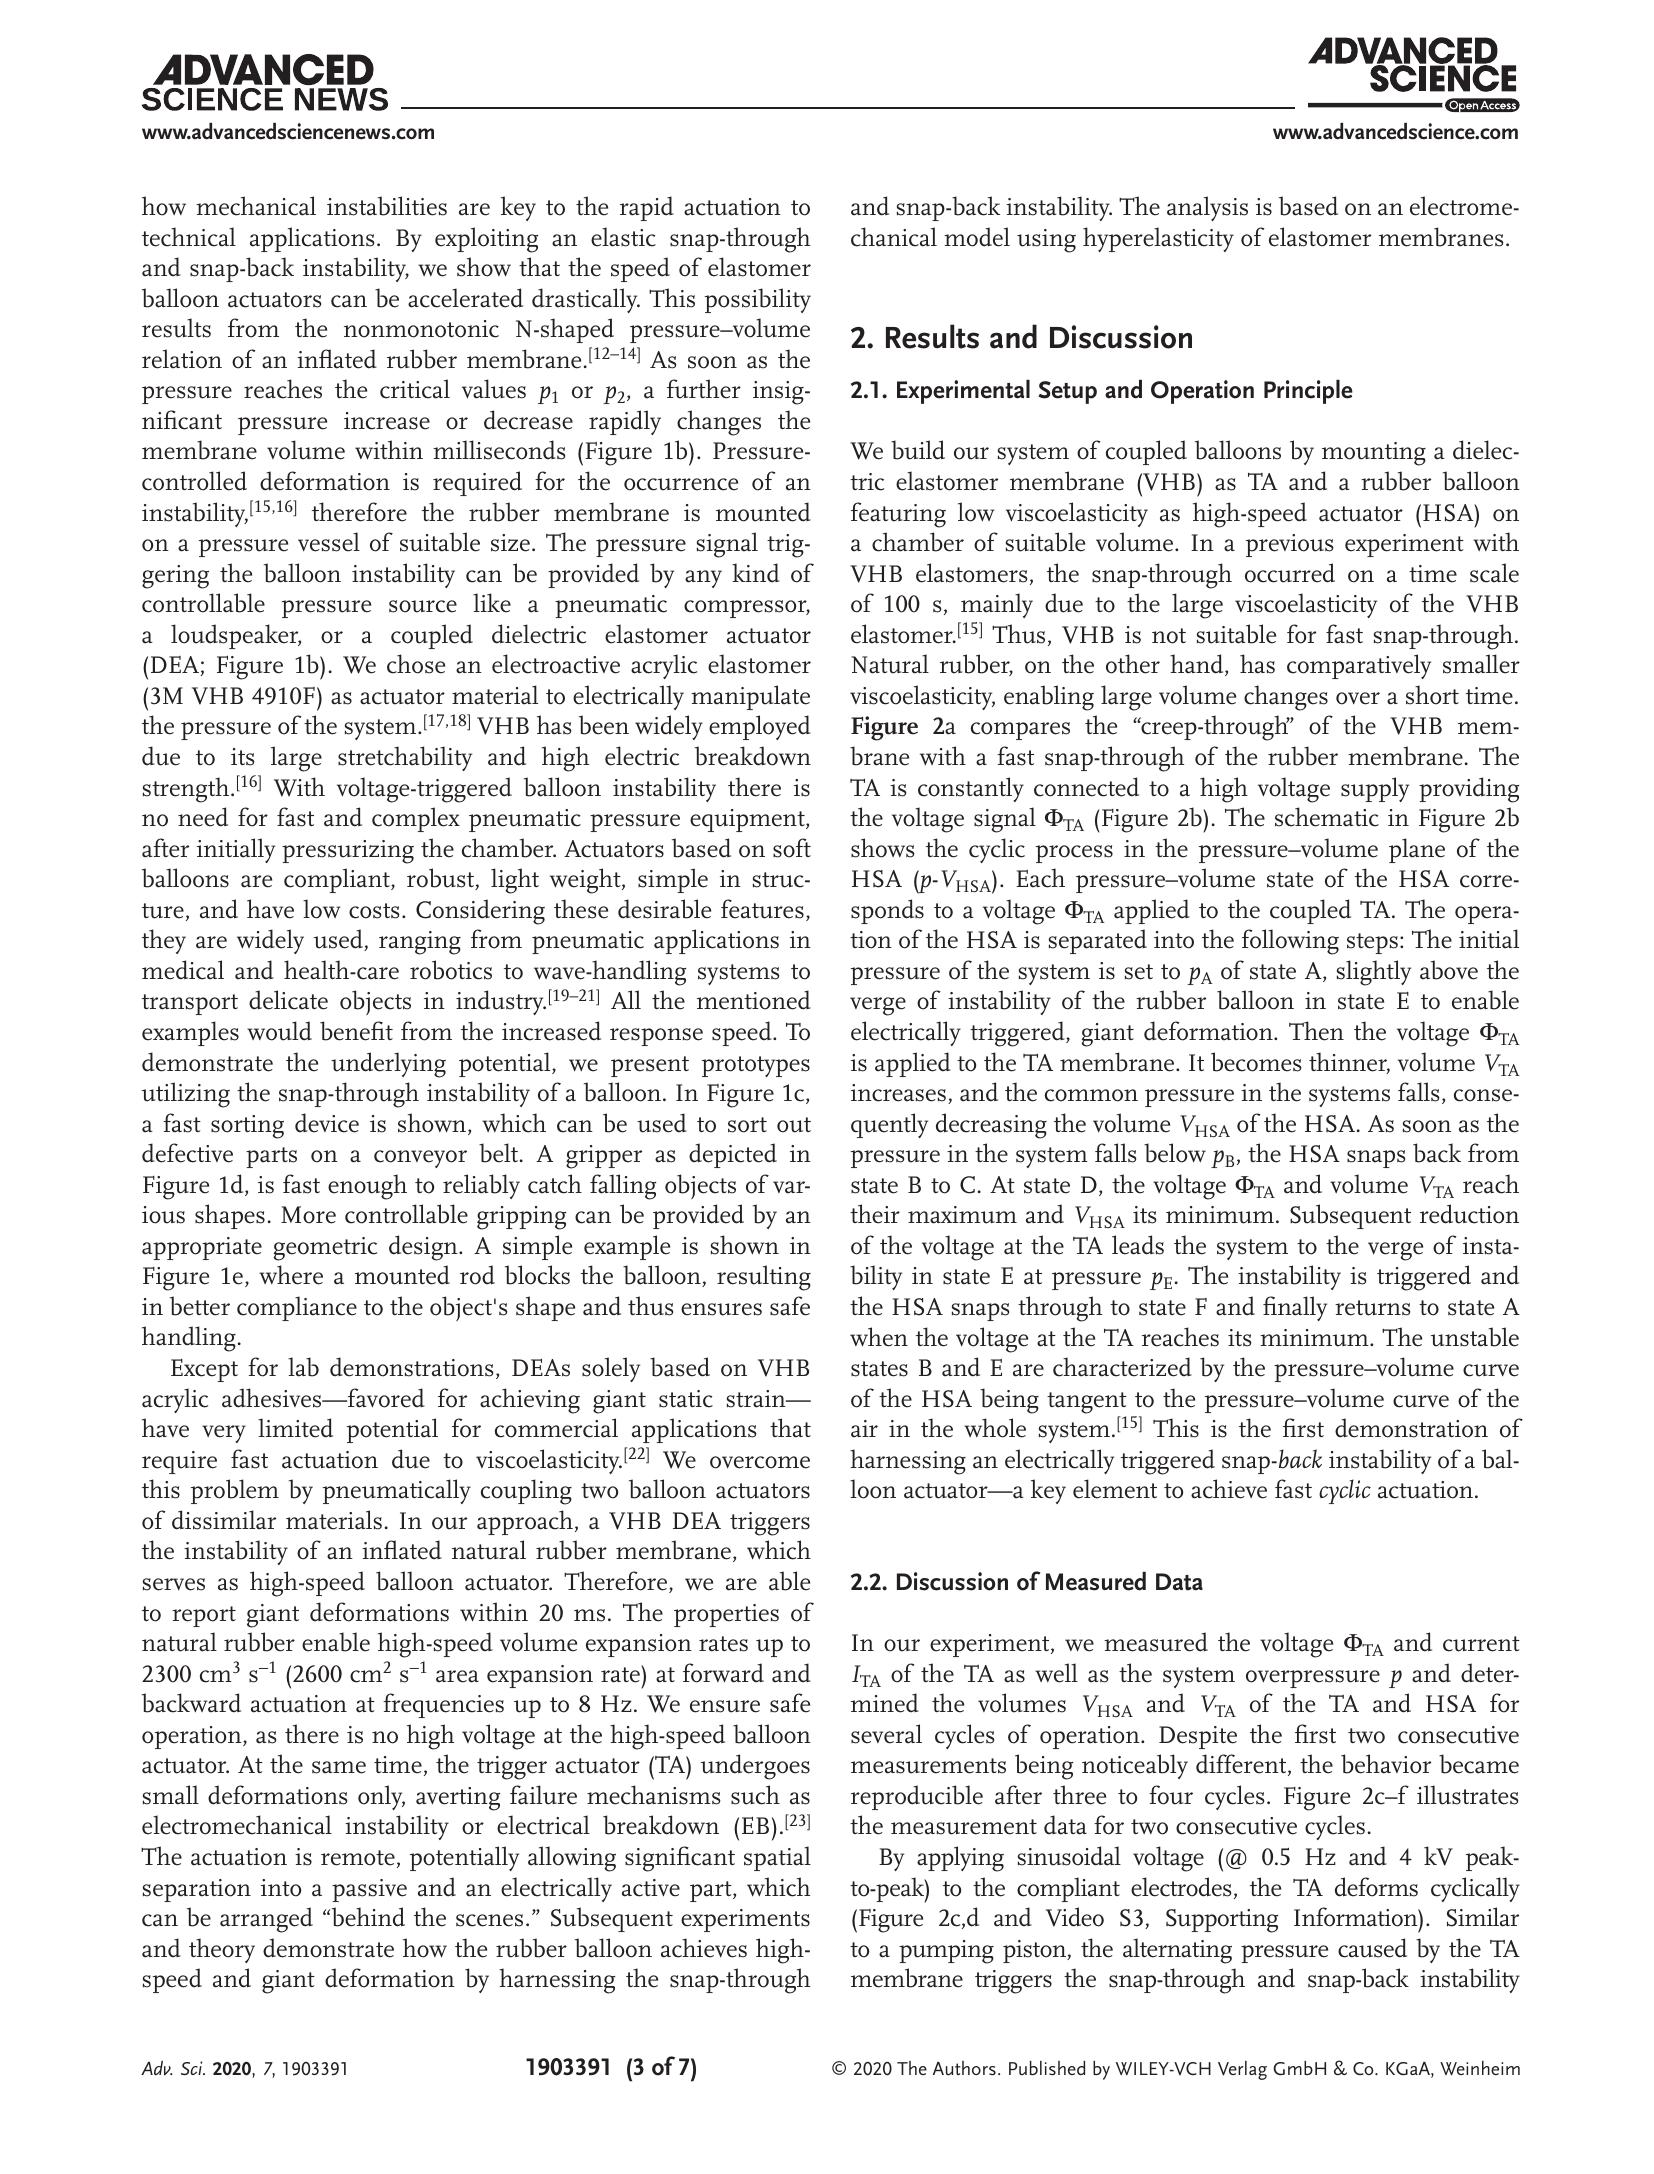 ADVANCED
SCIENCE NEWS
www.advancedsciencenews.com
ADVANCED
SCIENCE
Open Access
www.advancedscience.com
how mechanical instabilities are key to the rapid actuation to
technical applications. By exploiting an elastic snap-through
and snap-back instability, we show that the speed of elastomer
balloon actuators can be accelerated drastically. This possibility
results from the nonmonotonic N-shaped pressure–volume
relation of an inflated rubber membrane.[12–14] As soon as the
pressure reaches the critical values p1 or p2, a further insig-
nificant pressure increase or decrease rapidly changes the
membrane volume within milliseconds (Figure 1b). Pressure-
controlled deformation is required for the occurrence of an
instability,[15,16] therefore the rubber membrane is mounted
on a pressure vessel of suitable size. The pressure signal trig-
gering the balloon instability can be provided by any kind of
controllable pressure source like a pneumatic compressor,
a loudspeaker, or a coupled dielectric elastomer actuator
(DEA; Figure 1b). We chose an electroactive acrylic elastomer
(3M VHB 4910F) as actuator material to electrically manipulate
the pressure of the system.[17,18] VHB has been widely employed
due to its large stretchability and high electric breakdown
strength.[16] With voltage-triggered balloon instability there is
no need for fast and complex pneumatic pressure equipment,
after initially pressurizing the chamber. Actuators based on soft
balloons are compliant, robust, light weight, simple in struc-
ture, and have low costs. Considering these desirable features,
they are widely used, ranging from pneumatic applications in
medical and health-care robotics to wave-handling systems to
transport delicate objects in industry.[19–21] All the mentioned
examples would benefit from the increased response speed. To
demonstrate the underlying potential, we present prototypes
utilizing the snap-through instability of a balloon. In Figure 1c,
a fast sorting device is shown, which can be used to sort out
defective parts on a conveyor belt. A gripper as depicted in
Figure 1d, is fast enough to reliably catch falling objects of var-
ious shapes. More controllable gripping can be provided by an
appropriate geometric design. A simple example is shown in
Figure 1e, where a mounted rod blocks the balloon, resulting
in better compliance to the object's shape and thus ensures safe
handling.
Except for lab demonstrations, DEAs solely based on VHB
acrylic adhesives—favored for achieving giant static strain—
have very limited potential for commercial applications that
require fast actuation due to viscoelasticity.[22] We overcome
this problem by pneumatically coupling two balloon actuators
of dissimilar materials. In our approach, a VHB DEA triggers
the instability of an inflated natural rubber membrane, which
serves as high-speed balloon actuator. Therefore, we are able
to report giant deformations within 20 ms. The properties of
natural rubber enable high-speed volume expansion rates up to
2300 cm³ s⁻¹ (2600 cm² s⁻¹ area expansion rate) at forward and
backward actuation at frequencies up to 8 Hz. We ensure safe
operation, as there is no high voltage at the high-speed balloon
actuator. At the same time, the trigger actuator (TA) undergoes
small deformations only, averting failure mechanisms such as
electromechanical instability or electrical breakdown (EB).[23]
The actuation is remote, potentially allowing significant spatial
separation into a passive and an electrically active part, which
can be arranged “behind the scenes.” Subsequent experiments
and theory demonstrate how the rubber balloon achieves high-
speed and giant deformation by harnessing the snap-through
and snap-back instability. The analysis is based on an electrome-
chanical model using hyperelasticity of elastomer membranes.
2. Results and Discussion
2.1. Experimental Setup and Operation Principle
We build our system of coupled balloons by mounting a dielec-
tric elastomer membrane (VHB) as TA and a rubber balloon
featuring low viscoelasticity as high-speed actuator (HSA) on
a chamber of suitable volume. In a previous experiment with
VHB elastomers, the snap-through occurred on a time scale
of 100 s, mainly due to the large viscoelasticity of the VHB
elastomer.[15] Thus, VHB is not suitable for fast snap-through.
Natural rubber, on the other hand, has comparatively smaller
viscoelasticity, enabling large volume changes over a short time.
Figure 2a compares the “creep-through” of the VHB mem-
brane with a fast snap-through of the rubber membrane. The
TA is constantly connected to a high voltage supply providing
the voltage signal ΦTA (Figure 2b). The schematic in Figure 2b
shows the cyclic process in the pressure–volume plane of the
HSA (p-VHSA). Each pressure–volume state of the HSA corre-
sponds to a voltage ΦTA applied to the coupled TA. The opera-
tion of the HSA is separated into the following steps: The initial
pressure of the system is set to pA of state A, slightly above the
verge of instability of the rubber balloon in state E to enable
electrically triggered, giant deformation. Then the voltage ΦTA
is applied to the TA membrane. It becomes thinner, volume VTA
increases, and the common pressure in the systems falls, conse-
quently decreasing the volume VHSA of the HSA. As soon as the
pressure in the system falls below pB, the HSA snaps back from
state B to C. At state D, the voltage ΦTA and volume VTA reach
their maximum and VHSA its minimum. Subsequent reduction
of the voltage at the TA leads the system to the verge of insta-
bility in state E at pressure pE. The instability is triggered and
the HSA snaps through to state F and finally returns to state A
when the voltage at the TA reaches its minimum. The unstable
states B and E are characterized by the pressure–volume curve
of the HSA being tangent to the pressure–volume curve of the
air in the whole system.[15] This is the first demonstration of
harnessing an electrically triggered snap-back instability of a bal-
loon actuator—a key element to achieve fast cyclic actuation.
2.2. Discussion of Measured Data
In our experiment, we measured the voltage ΦTA and current
ITA of the TA as well as the system overpressure p and deter-
mined the volumes VHSA and VTA of the TA and HSA for
several cycles of operation. Despite the first two consecutive
measurements being noticeably different, the behavior became
reproducible after three to four cycles. Figure 2c–f illustrates
the measurement data for two consecutive cycles.
By applying sinusoidal voltage (@ 0.5 Hz and 4 kV peak-
to-peak) to the compliant electrodes, the TA deforms cyclically
(Figure 2c,d and Video S3, Supporting Information). Similar
to a pumping piston, the alternating pressure caused by the TA
membrane triggers the snap-through and snap-back instability
Adv. Sci. 2020, 7, 1903391
1903391 (3 of 7)
© 2020 The Authors. Published by WILEY-VCH Verlag GmbH & Co. KGaA, Weinheim